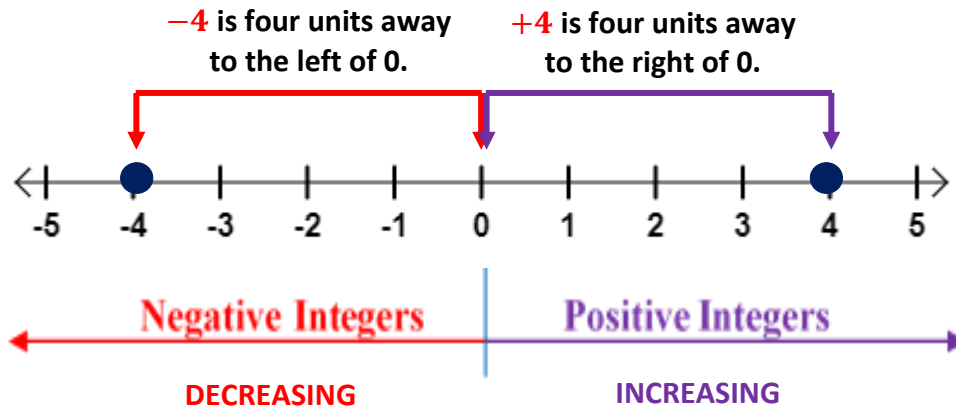 −4 is four units away
to the left of 0.
+4 is four units away
to the right of 0.
-5 -4 -3 -2 -1 0 1 2 3 4 5
Negative Integers Positive Integers
DECREASING INCREASING